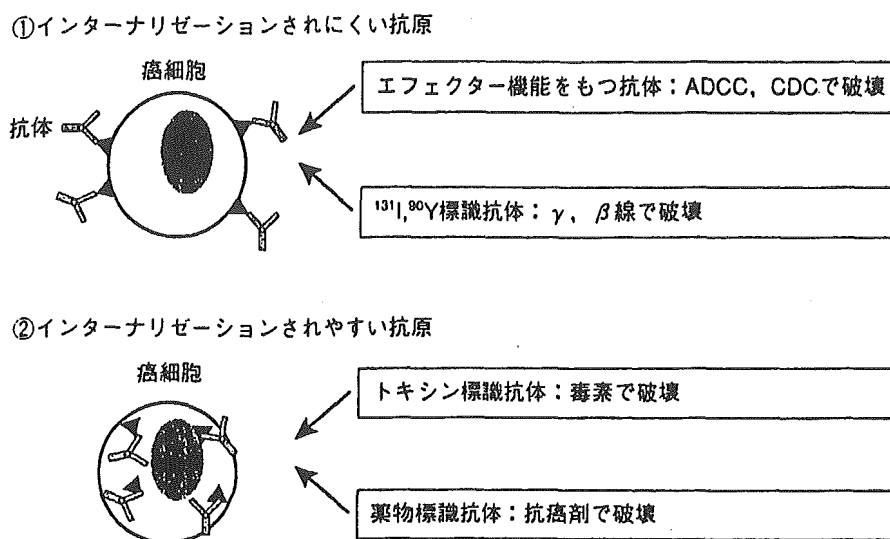 ①インターナリゼーションされにくい抗原
癌細胞
抗体
エフェクター機能をもつ抗体：ADCC，CDCで破壊
¹³¹I,⁹⁰Y標識抗体：γ，β線で破壊
②インターナリゼーションされやすい抗原
癌細胞
トキシン標識抗体：毒素で破壊
薬物標識抗体：抗癌剤で破壊